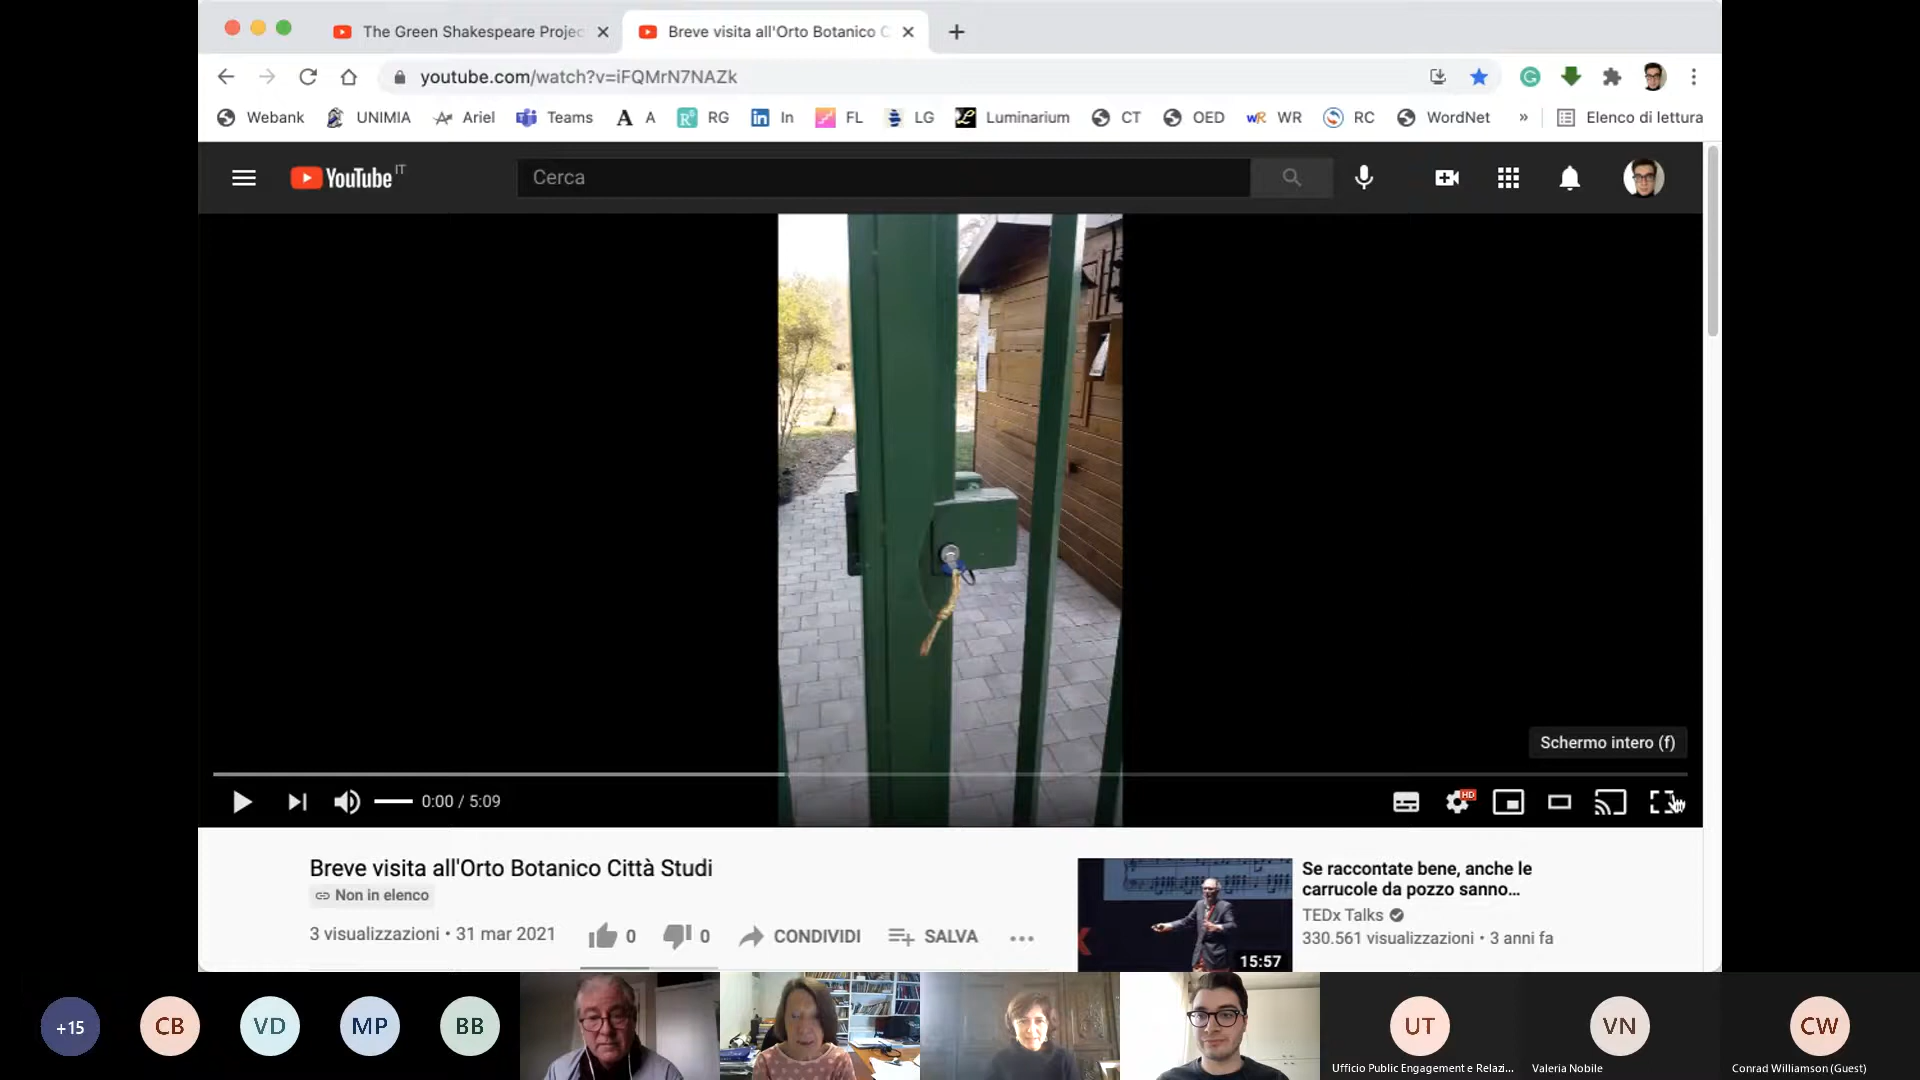 The Green Shakespeare Projec
Breve visita all'Orto Botanico C
youtube.com/watch?v=iFQMrN7NAZk
Webank UNIMIA Ariel Teams A A RG in In FL LG Luminarium CT OED wR WR RC WordNet » Elenco di lettura
YouTube IT
Cerca
Schermo intero (f)
0:00 / 5:09
HD
Breve visita all'Orto Botanico Città Studi
Non in elenco
3 visualizzazioni • 31 mar 2021
0 0 CONDIVIDI SALVA
Se raccontate bene, anche le
carrucole da pozzo sanno...
TEDx Talks
330.561 visualizzazioni • 3 anni fa
15:57
+15 CB VD MP BB UT VN CW
Ufficio Public Engagement e Relazi...
Valeria Nobile
Conrad Williamson (Guest)